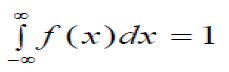 ∫_{-∞}^{∞} f(x)dx = 1